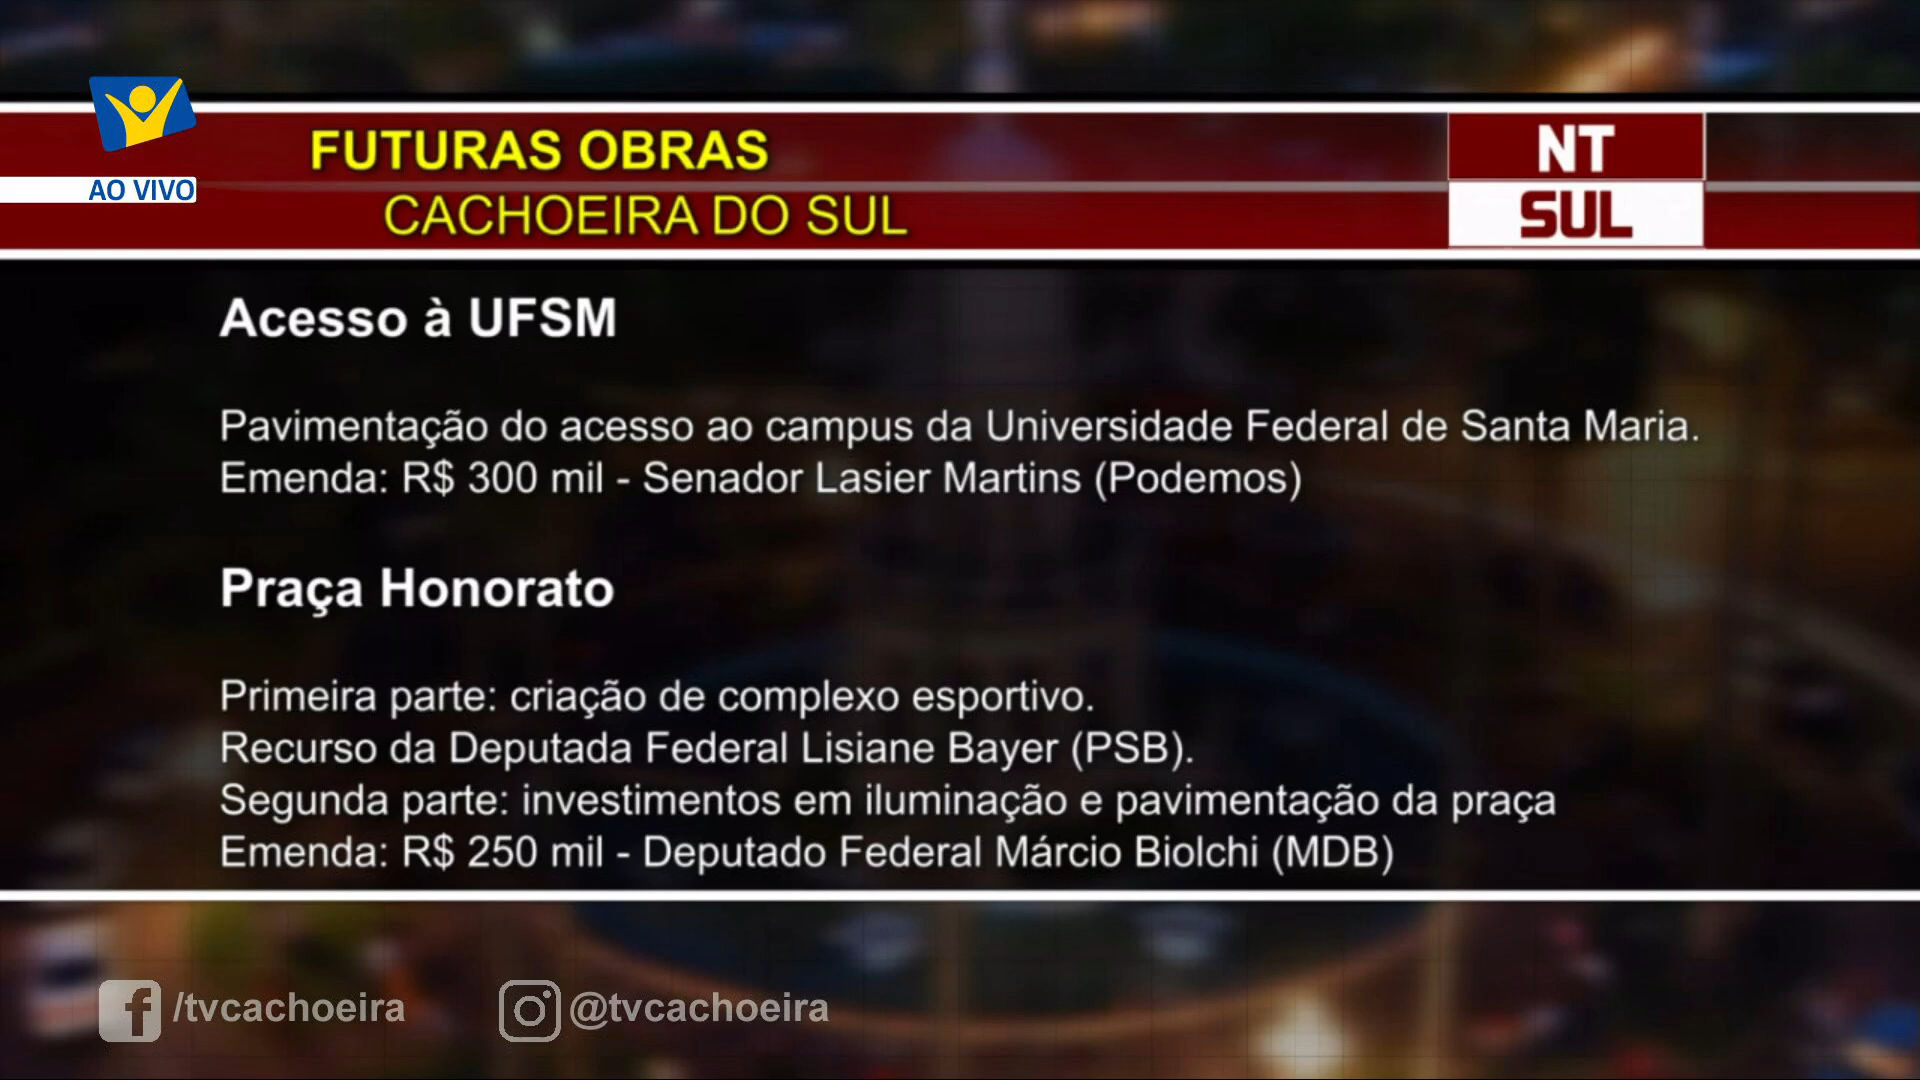 FUTURAS OBRAS
CACHOEIRA DO SUL
NT
SUL
AO VIVO
Acesso à UFSM
Pavimentação do acesso ao campus da Universidade Federal de Santa Maria.
Emenda: R$ 300 mil - Senador Lasier Martins (Podemos)
Praça Honorato
Primeira parte: criação de complexo esportivo.
Recurso da Deputada Federal Lisiane Bayer (PSB).
Segunda parte: investimentos em iluminação e pavimentação da praça
Emenda: R$ 250 mil - Deputado Federal Márcio Biolchi (MDB)
/tvcachoeira
@tvcachoeira